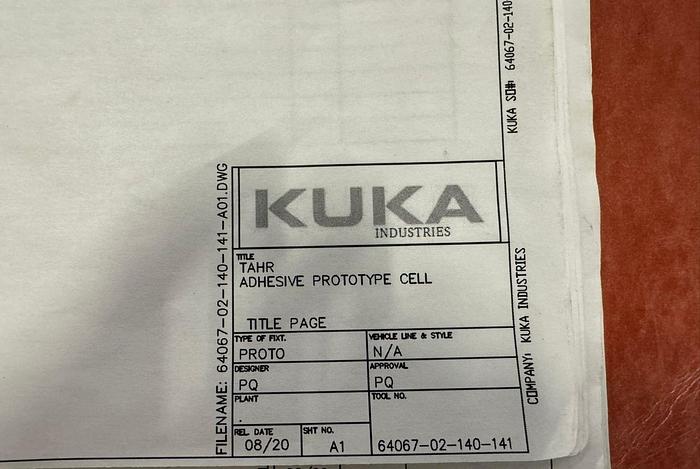 KUKA SO#: 64067-02-140
KUKA
INDUSTRIES
TITLE
TAHR
ADHESIVE PROTOTYPE CELL
TITLE PAGE
TYPE OF FIXT.
VEHICLE LINE & STYLE
PROTO
N/A
DESIGNER
APPROVAL
PQ
PQ
PLANT
TOOL NO.
.
REL. DATE
SHT NO.
08/20
A1
64067-02-140-141
FILENAME: 64067-02-140-141-A01.DWG
COMPANY: KUKA INDUSTRIES